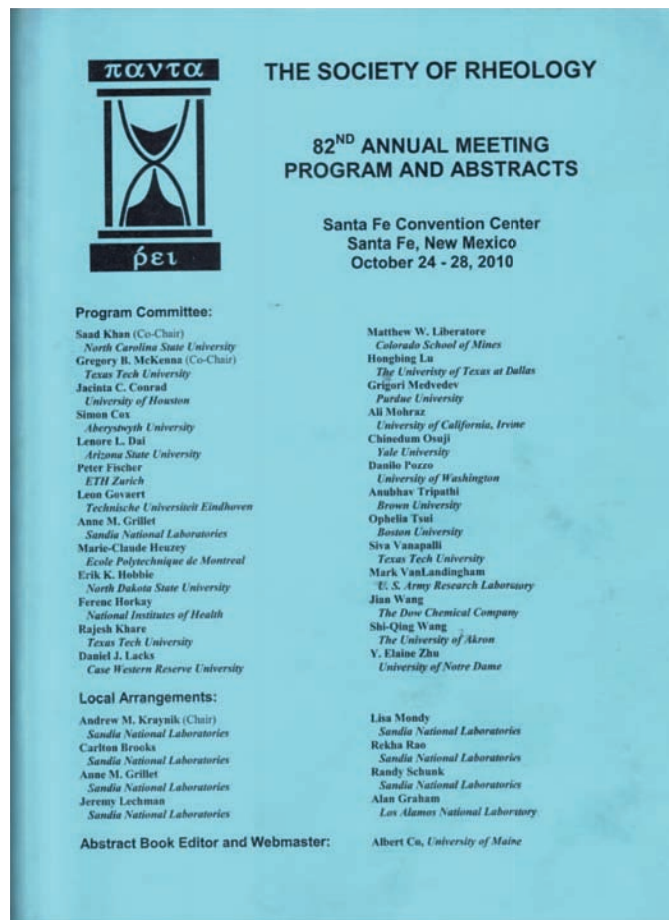 παντα
ῥει
THE SOCIETY OF RHEOLOGY
82ND ANNUAL MEETING
PROGRAM AND ABSTRACTS
Santa Fe Convention Center
Santa Fe, New Mexico
October 24 - 28, 2010
Program Committee:
Saad Khan (Co-Chair)
North Carolina State University
Gregory B. McKenna (Co-Chair)
Texas Tech University
Jacinta C. Conrad
University of Houston
Simon Cox
Aberystwyth University
Lenore L. Dai
Arizona State University
Peter Fischer
ETH Zurich
Leon Govaert
Technische Universiteit Eindhoven
Anne M. Grillet
Sandia National Laboratories
Marie-Claude Heuzey
Ecole Polytechnique de Montreal
Erik K. Hobbie
North Dakota State University
Ferenc Horkay
National Institutes of Health
Rajesh Khare
Texas Tech University
Daniel J. Lacks
Case Western Reserve University
Matthew W. Liberatore
Colorado School of Mines
Hongbing Lu
The Univeristy of Texas at Dallas
Grigori Medvedev
Purdue University
Ali Mohraz
University of California, Irvine
Chinedum Osuji
Yale University
Danilo Pozzo
University of Washington
Anubhav Tripathi
Brown University
Ophelia Tsui
Boston University
Siva Vanapalli
Texas Tech University
Mark VanLandingham
U. S. Army Research Laboratory
Jian Wang
The Dow Chemical Company
Shi-Qing Wang
The University of Akron
Y. Elaine Zhu
University of Notre Dame
Local Arrangements:
Andrew M. Kraynik (Chair)
Sandia National Laboratories
Carlton Brooks
Sandia National Laboratories
Anne M. Grillet
Sandia National Laboratories
Jeremy Lechman
Sandia National Laboratories
Lisa Mondy
Sandia National Laboratories
Rekha Rao
Sandia National Laboratories
Randy Schunk
Sandia National Laboratories
Alan Graham
Los Alamos National Laborstory
Abstract Book Editor and Webmaster: Albert Co, University of Maine